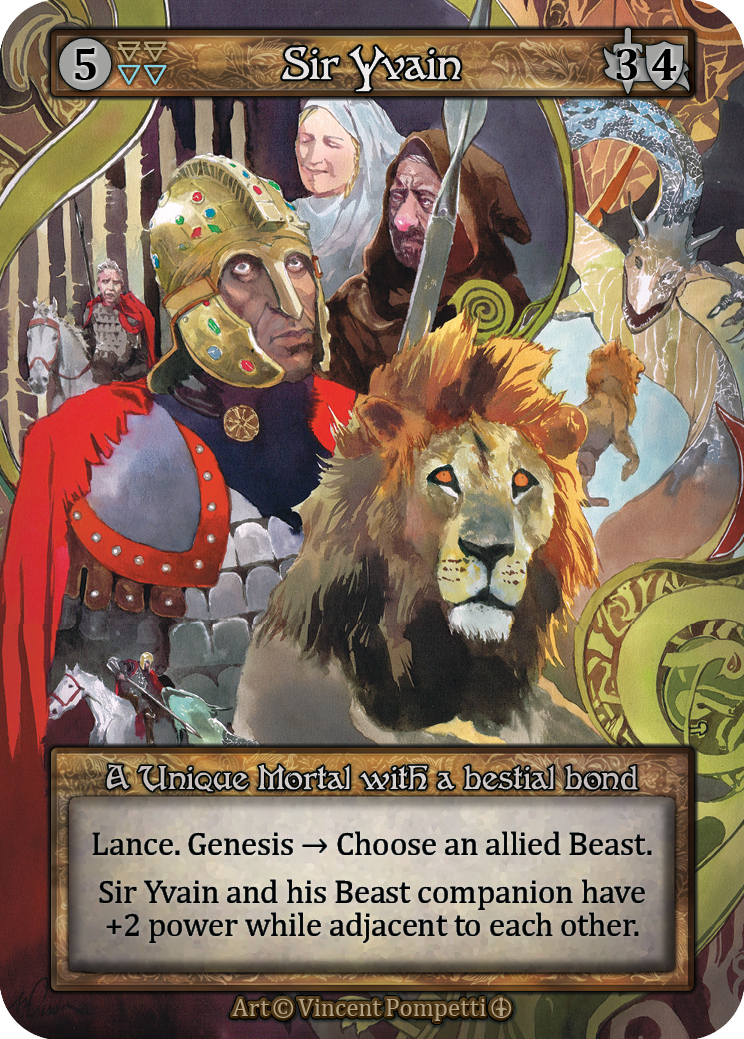 5 Sir Yvain 3 4
A Unique Mortal with a bestial bond
Lance. Genesis → Choose an allied Beast.
Sir Yvain and his Beast companion have
+2 power while adjacent to each other.
Art © Vincent Pompetti